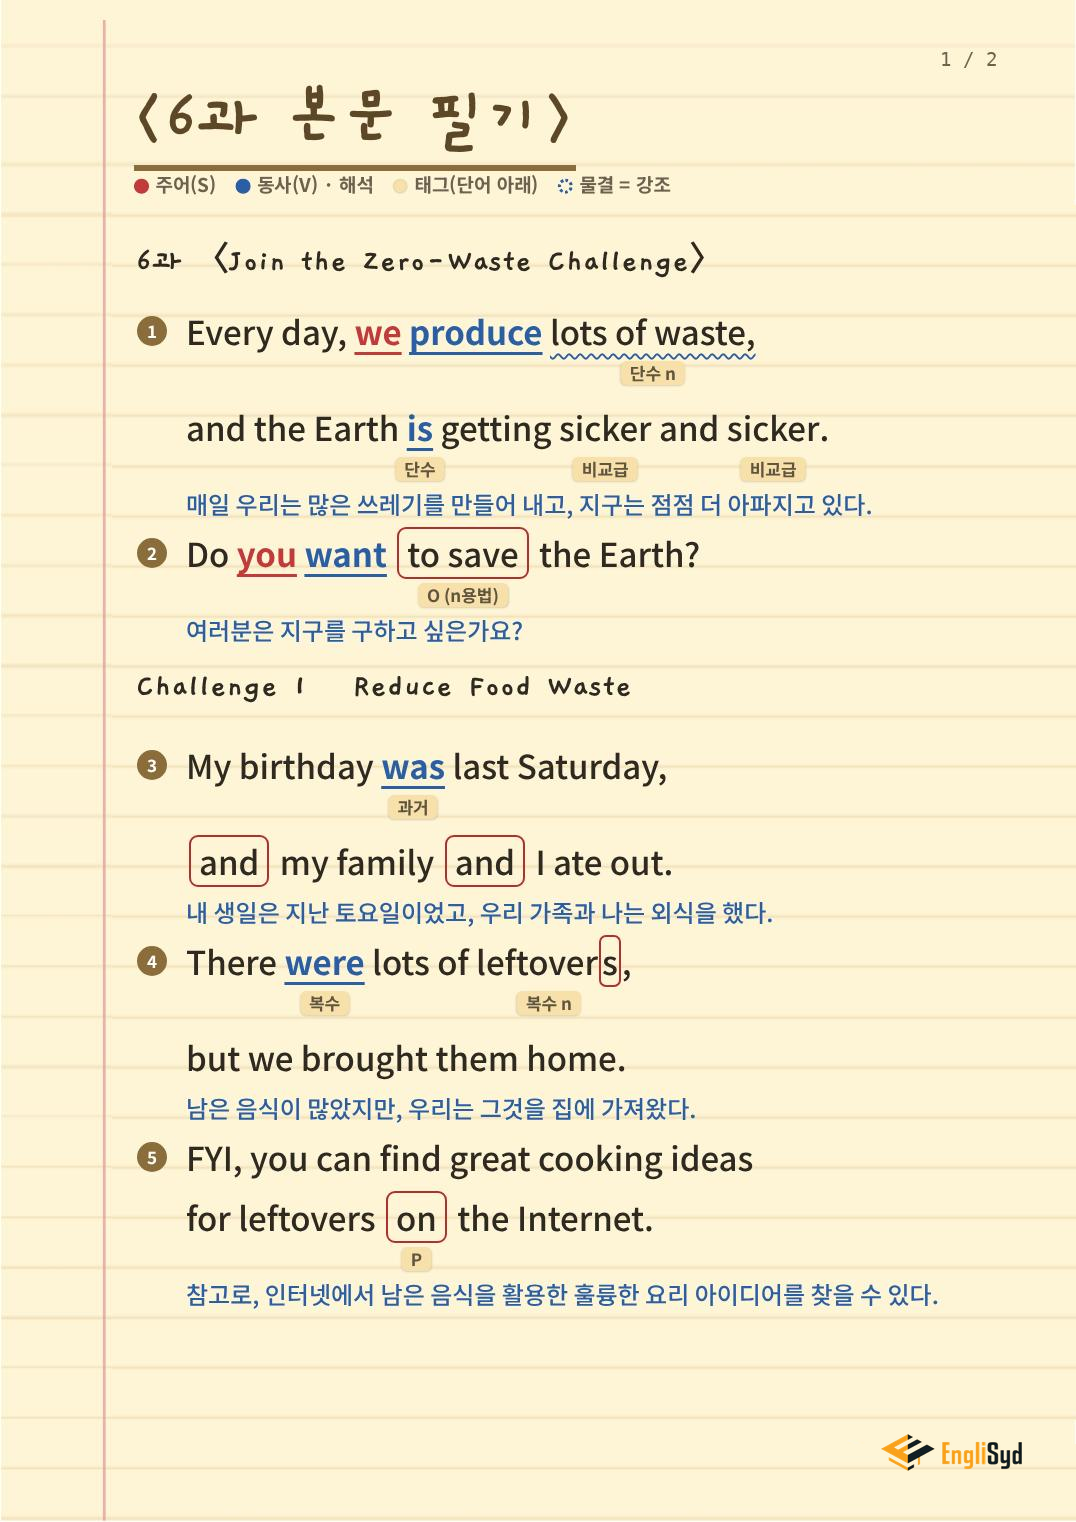 1 / 2
<6과 본문 필기>
주어(S) 동사(V) · 해석 태그(단어 아래) 물결 = 강조
6과 <Join the Zero-Waste Challenge>
1 Every day, we produce lots of waste,
단수 n
and the Earth is getting sicker and sicker.
단수 비교급 비교급
매일 우리는 많은 쓰레기를 만들어 내고, 지구는 점점 더 아파지고 있다.
2 Do you want to save the Earth?
O (n용법)
여러분은 지구를 구하고 싶은가요?
Challenge 1 Reduce Food Waste
3 My birthday was last Saturday,
과거
and my family and I ate out.
내 생일은 지난 토요일이었고, 우리 가족과 나는 외식을 했다.
4 There were lots of leftovers,
복수 복수 n
but we brought them home.
남은 음식이 많았지만, 우리는 그것을 집에 가져왔다.
5 FYI, you can find great cooking ideas
for leftovers on the Internet.
P
참고로, 인터넷에서 남은 음식을 활용한 훌륭한 요리 아이디어를 찾을 수 있다.
EngliSyd